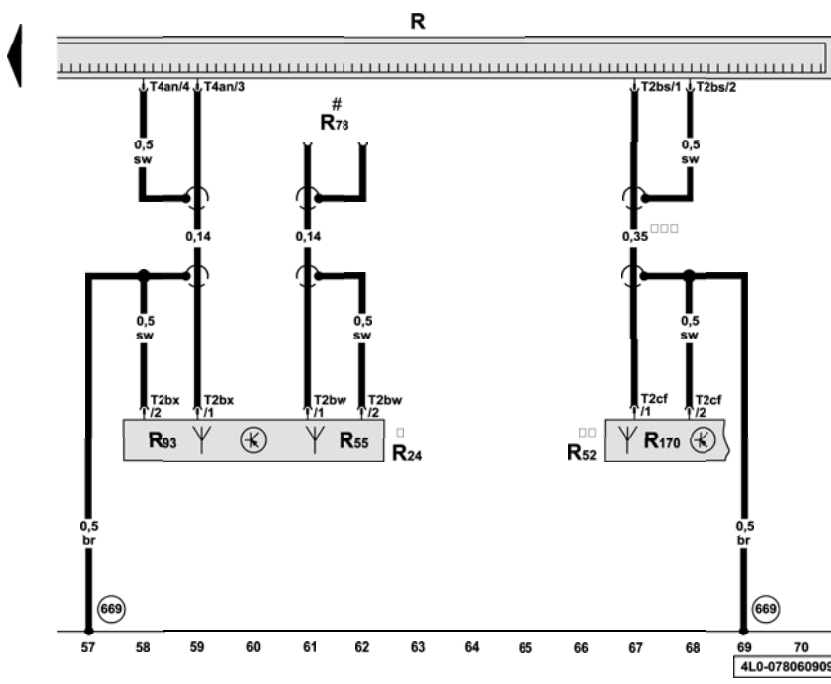 R
T4an/4 T4an/3 T2bs/1 T2bs/2
#
R78
0,5
sw
0,5
sw
0,14 0,14 0,35 □□□
0,5
sw
0,5
sw
0,5
sw
T2bx
/2
T2bx
/1
T2bw
/1
T2bw
/2
T2cf
/1
T2cf
/2
R93 R55 □
R24
□□
R52 R170
0,5
br
0,5
br
669 669
57 58 59 60 61 62 63 64 65 66 67 68 69 70
4L0-078060909